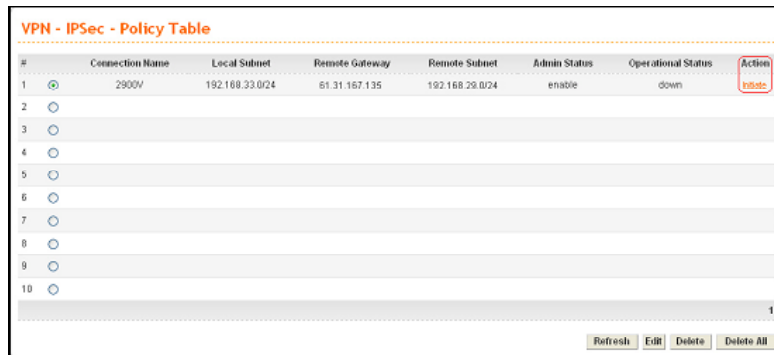 VPN - IPSec - Policy Table
# Connection Name Local Subnet Remote Gateway Remote Subnet Admin Status Operational Status Action
1 2900V 192.168.33.0/24 61.31.167.135 192.168.29.0/24 enable down Initiate
2
3
4
5
6
7
8
9
10
1
Refresh Edit Delete Delete All